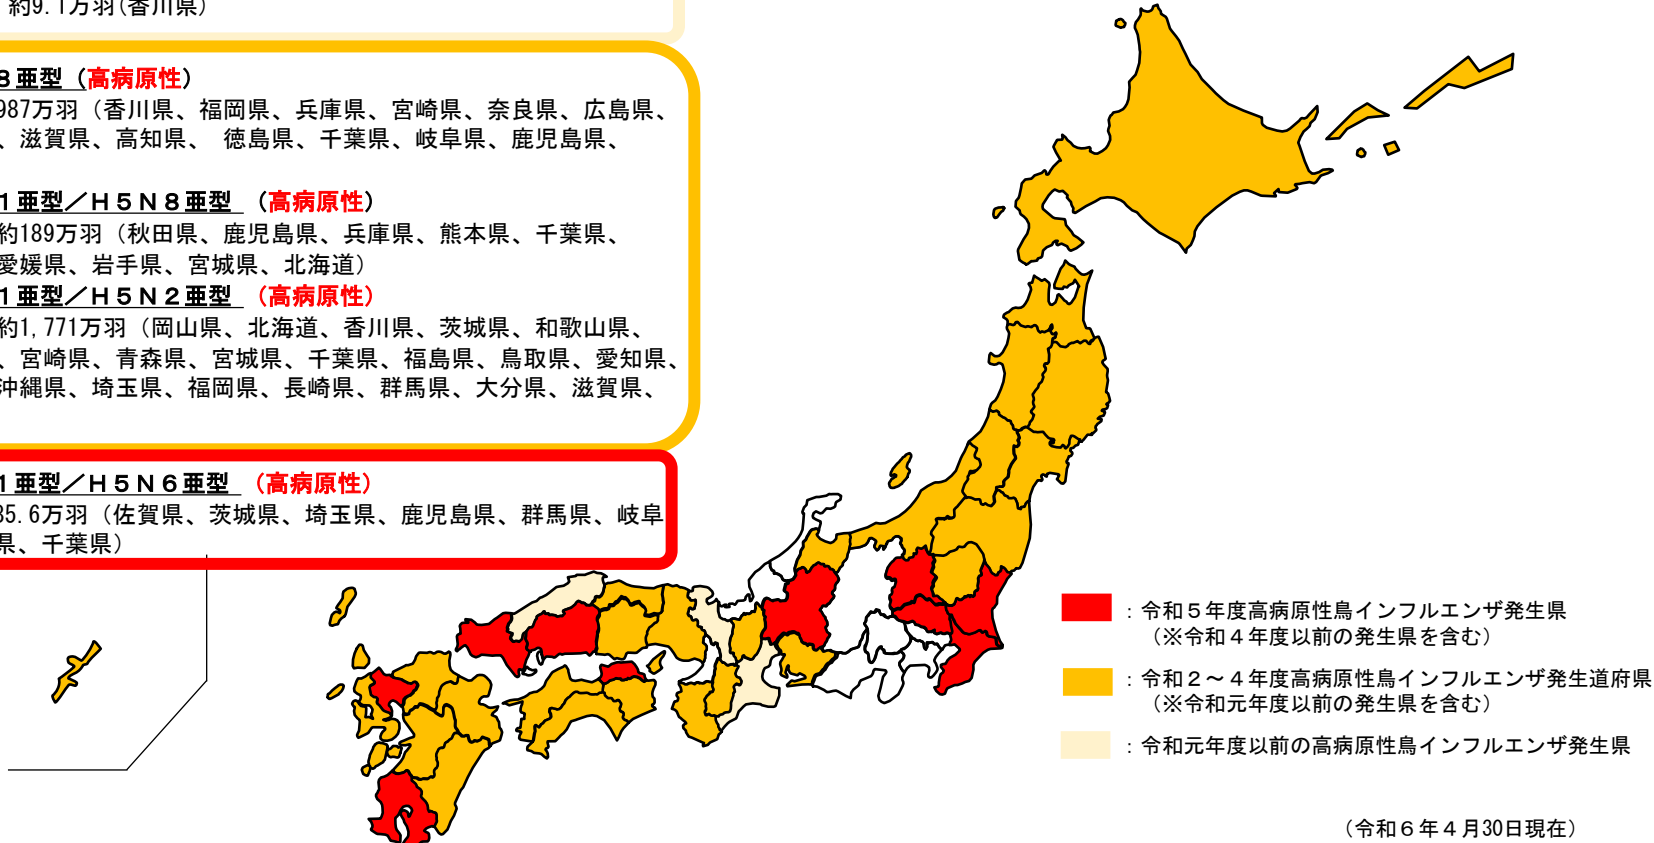 約9.1万羽(香川県)
8亜型（高病原性）
987万羽（香川県、福岡県、兵庫県、宮崎県、奈良県、広島県、
、滋賀県、高知県、 徳島県、千葉県、岐阜県、鹿児島県、
1亜型／Ｈ５Ｎ８亜型 （高病原性）
約189万羽（秋田県、鹿児島県、兵庫県、熊本県、千葉県、
愛媛県、岩手県、宮城県、北海道）
1亜型／Ｈ５Ｎ２亜型 （高病原性）
約1,771万羽（岡山県、北海道、香川県、茨城県、和歌山県、
、宮崎県、青森県、宮城県、千葉県、福島県、鳥取県、愛知県、
沖縄県、埼玉県、福岡県、長崎県、群馬県、大分県、滋賀県、
1亜型／Ｈ５Ｎ６亜型 （高病原性）
85.6万羽（佐賀県、茨城県、埼玉県、鹿児島県、群馬県、岐阜
県、千葉県）
：令和５年度高病原性鳥インフルエンザ発生県
（※令和４年度以前の発生県を含む）
：令和２～４年度高病原性鳥インフルエンザ発生道府県
（※令和元年度以前の発生県を含む）
：令和元年度以前の高病原性鳥インフルエンザ発生県
（令和６年４月30日現在）